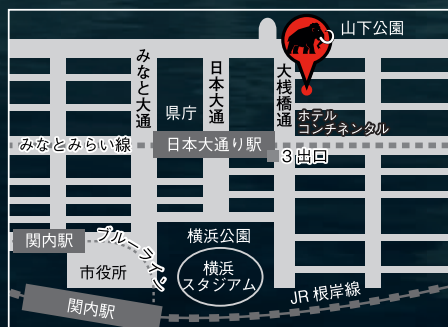 山下公園
みなと大通
日本大通
大桟橋通
県庁
ホテル
コンチネンタル
みなとみらい線
日本大通り駅
3出口
関内駅
ブルーライン
横浜公園
市役所
横浜
スタジアム
JR根岸線
関内駅